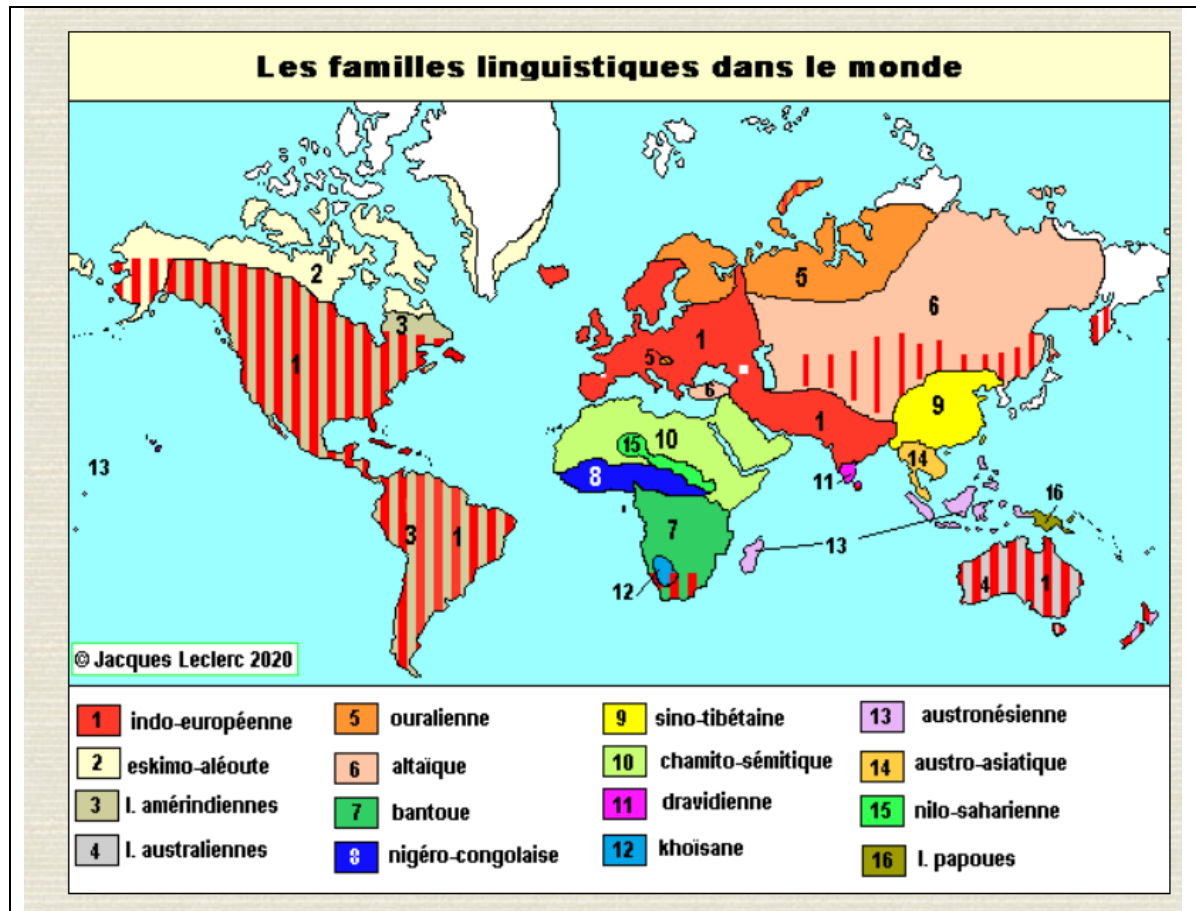 Les familles linguistiques dans le monde
2
3
1
5
6
1
5
6
9
1
10
15
14
13
8
11
16
7
3
1
13
12
4
1
© Jacques Leclerc 2020
1 indo-européenne
2 eskimo-aléoute
3 l. amérindiennes
4 l. australiennes
5 ouralienne
6 altaïque
7 bantoue
8 nigéro-congolaise
9 sino-tibétaine
10 chamito-sémitique
11 dravidienne
12 khoïsane
13 austronésienne
14 austro-asiatique
15 nilo-saharienne
16 l. papoues